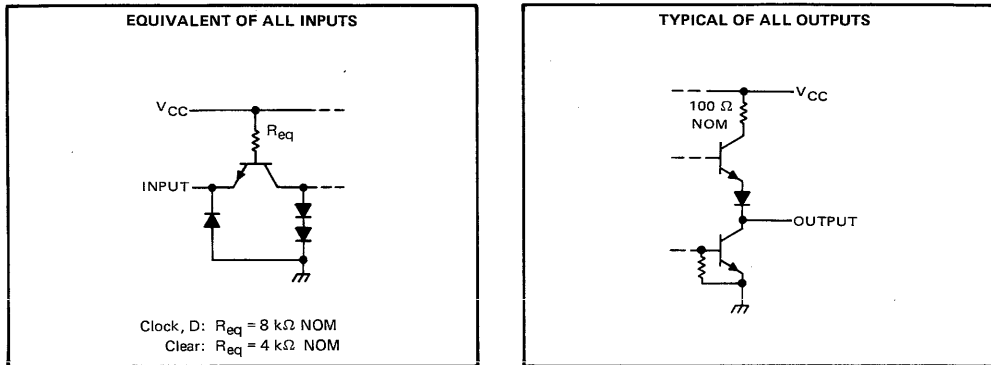 EQUIVALENT OF ALL INPUTS
VCC
Req
INPUT
Clock, D: Req = 8 kΩ NOM
Clear: Req = 4 kΩ NOM
TYPICAL OF ALL OUTPUTS
VCC
100 Ω
NOM
OUTPUT